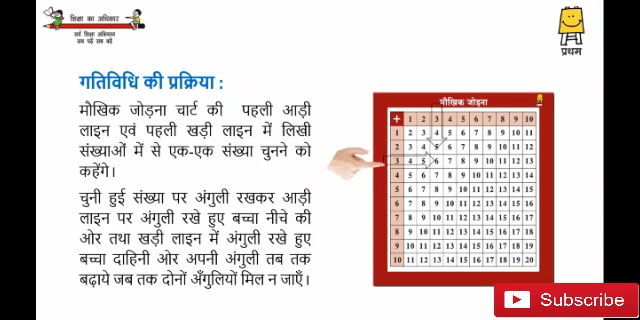 शिक्षा का अधिकार
सर्व शिक्षा अभियान
सब पढ़ें सब बढ़ें
प्रथम
गतिविधि की प्रक्रिया :
मौखिक जोड़ना चार्ट की पहली आड़ी
लाइन एवं पहली खड़ी लाइन में लिखी
संख्याओं में से एक-एक संख्या चुनने को
कहेंगे।
चुनी हुई संख्या पर अंगुली रखकर आड़ी
लाइन पर अंगुली रखे हुए बच्चा नीचे की
ओर तथा खड़ी लाइन में अंगुली रखे हुए
बच्चा दाहिनी ओर अपनी अंगुली तब तक
बढ़ाये जब तक दोनों अँगुलियों मिल न जाएँ।
मौखिक जोड़ना
+ 1 2 3 4 5 6 7 8 9 10
1 2 3 4 5 6 7 8 9 10 11
2 3 4 5 6 7 8 9 10 11 12
3 4 5 6 7 8 9 10 11 12 13
4 5 6 7 8 9 10 11 12 13 14
5 6 7 8 9 10 11 12 13 14 15
6 7 8 9 10 11 12 13 14 15 16
7 8 9 10 11 12 13 14 15 16 17
8 9 10 11 12 13 14 15 16 17 18
9 10 11 12 13 14 15 16 17 18 19
10 11 12 13 14 15 16 17 18 19 20
Subscribe